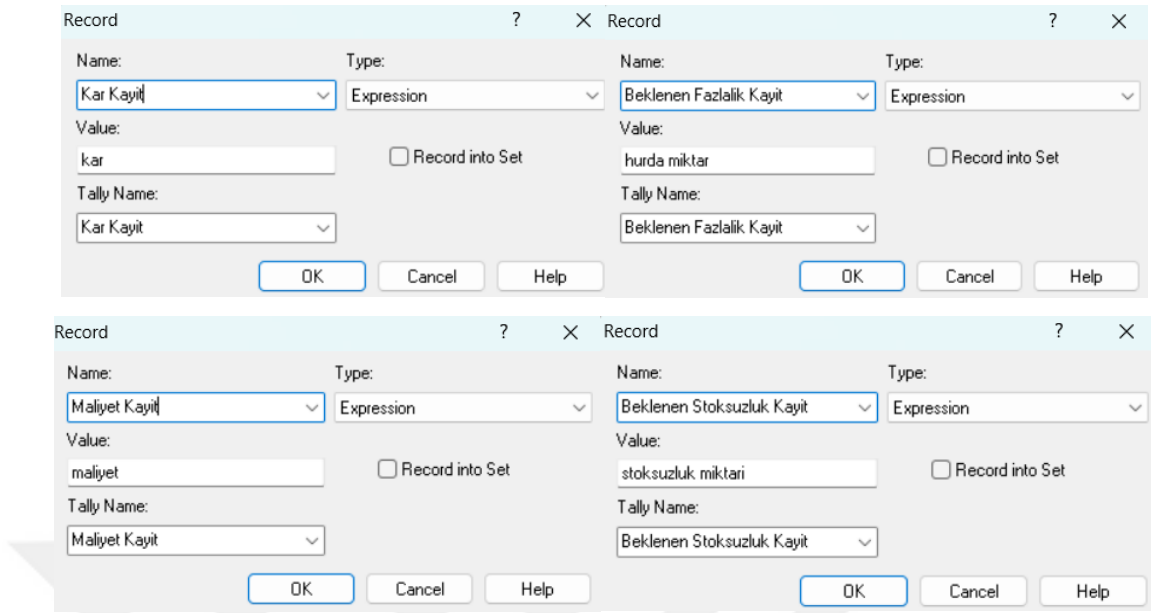 Record ? X
Name: Type:
Kar Kayit Expression
Value:
kar Record into Set
Tally Name:
Kar Kayit
OK Cancel Help
Record ? X
Name: Type:
Beklenen Fazlalik Kayit Expression
Value:
hurda miktar Record into Set
Tally Name:
Beklenen Fazlalik Kayit
OK Cancel Help
Record ? X
Name: Type:
Maliyet Kayit Expression
Value:
maliyet Record into Set
Tally Name:
Maliyet Kayit
OK Cancel Help
Record ? X
Name: Type:
Beklenen Stoksuzluk Kayit Expression
Value:
stoksuzluk miktari Record into Set
Tally Name:
Beklenen Stoksuzluk Kayit
OK Cancel Help